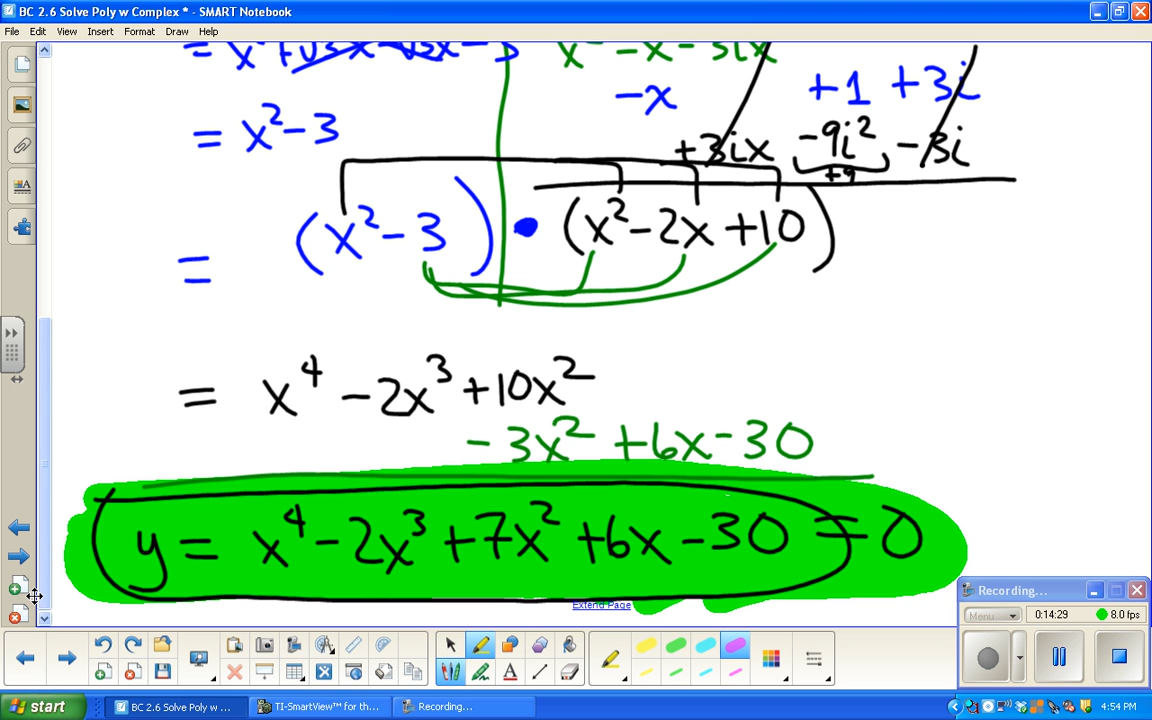 BC 2.6 Solve Poly w Complex * - SMART Notebook
File Edit View Insert Format Draw Help
x² - x - 3ix
-x +1 +3i
= x² - 3
+3ix -9i² -3i
+9
= (x² - 3) • (x² - 2x + 10)
= x⁴ - 2x³ + 10x²
- 3x² + 6x - 30
y = x⁴ - 2x³ + 7x² + 6x - 30 = 0
Extend Page
Recording...
Menu 0:14:29 8.0 fps
A
start BC 2.6 Solve Poly w ... TI-SmartView™ for th... Recording... 4:54 PM